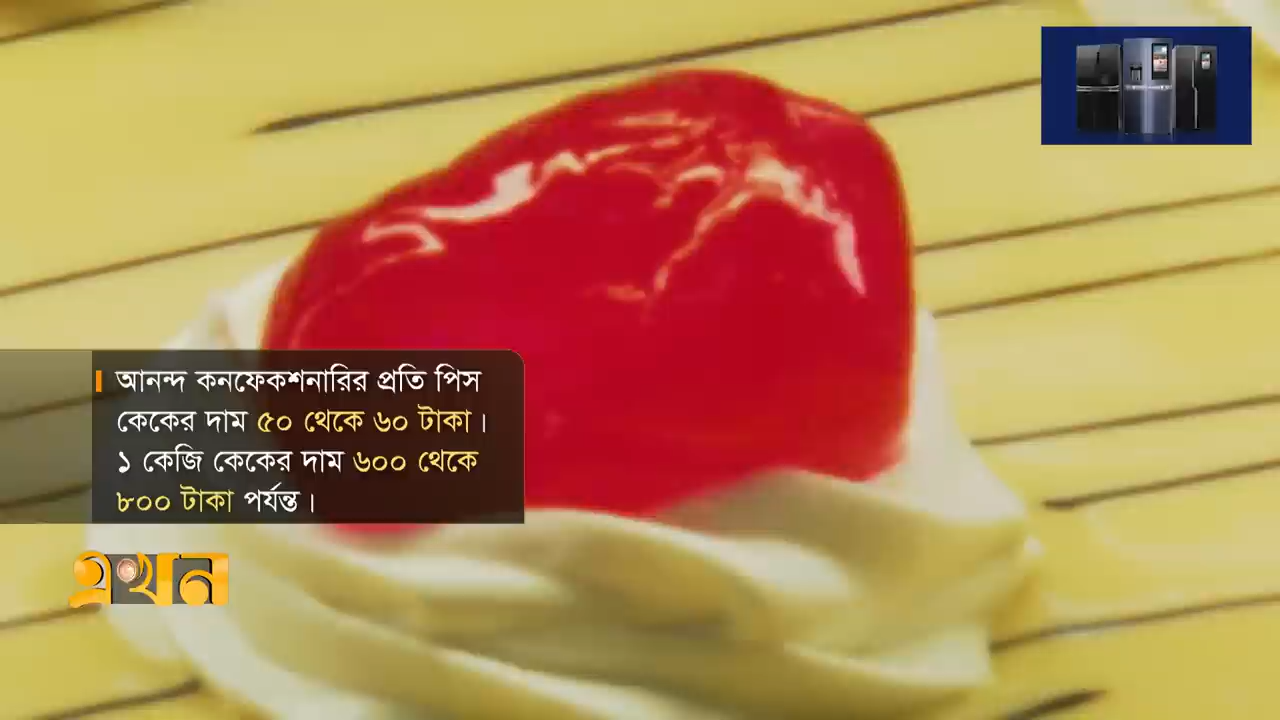 আনন্দ কনফেকশনারির প্রতি পিস
কেকের দাম ৫০ থেকে ৬০ টাকা।
১ কেজি কেকের দাম ৬০০ থেকে
৮০০ টাকা পর্যন্ত।
এখন